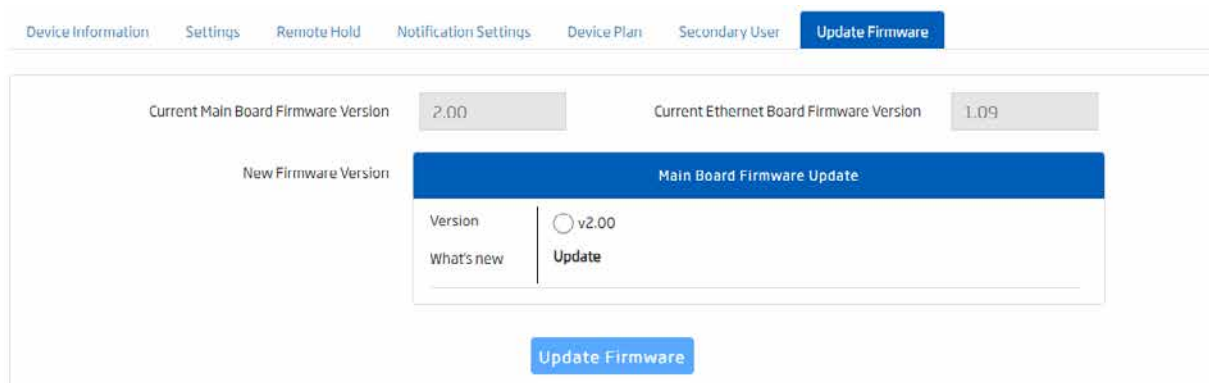 Device Information Settings Remote Hold Notification Settings Device Plan Secondary User Update Firmware
Current Main Board Firmware Version 2.00 Current Ethernet Board Firmware Version 1.09
New Firmware Version Main Board Firmware Update
Version v2.00
What's new Update
Update Firmware